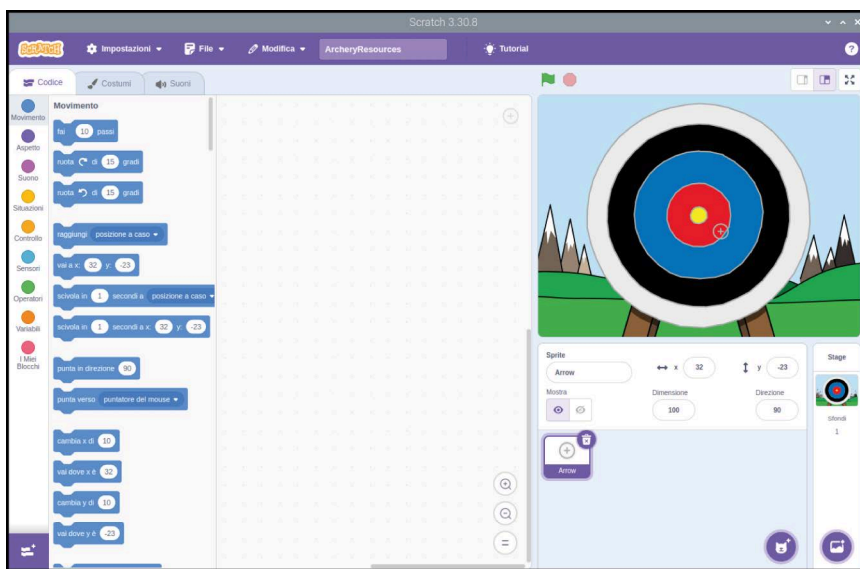 Scratch 3.30.8
SCRATCH Impostazioni File Modifica ArcheryResources Tutorial ?
Codice Costumi Suoni
Movimento
Aspetto
Suono
Situazioni
Controllo
Sensori
Operatori
Variabili
I Miei
Blocchi
Movimento
fai 10 passi
ruota di 15 gradi
ruota di 15 gradi
raggiungi posizione a caso
vai a x: 32 y: -23
scivola in 1 secondi a posizione a caso
scivola in 1 secondi a x: 32 y: -23
punta in direzione 90
punta verso puntatore del mouse
cambia x di 10
vai dove x è 32
cambia y di 10
vai dove y è -23
Sprite
Arrow x 32 y -23
Mostra Dimensione Direzione
100 90
Arrow
Stage
Sfondi
1